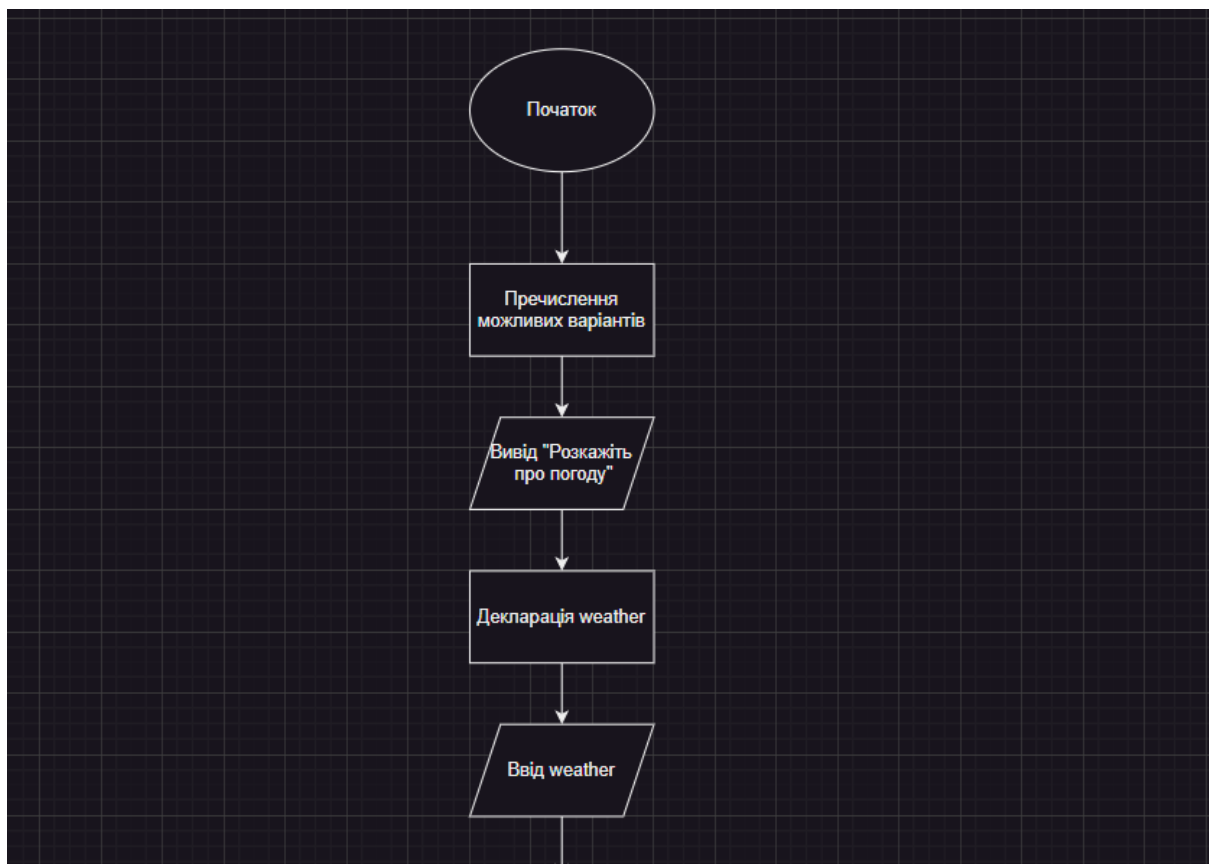 Початок
Пречислення
можливих варіантів
Вивід "Розкажіть
про погоду"
Декларація weather
Ввід weather